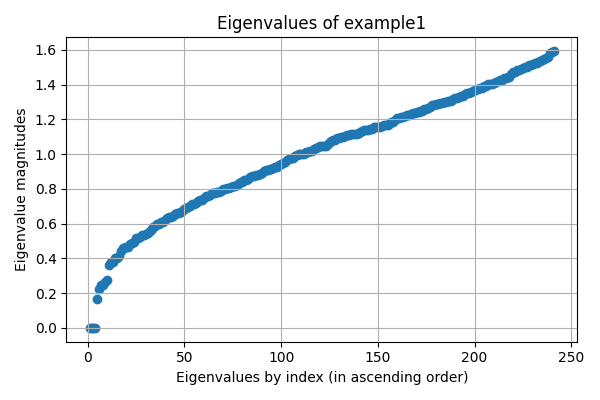 Eigenvalues of example1
Eigenvalue magnitudes
1.6
1.4
1.2
1.0
0.8
0.6
0.4
0.2
0.0
0 50 100 150 200 250
Eigenvalues by index (in ascending order)